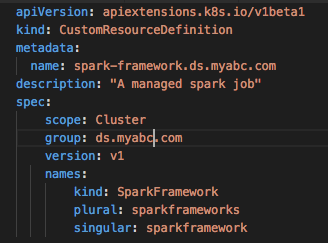 apiVersion: apiextensions.k8s.io/v1beta1
kind: CustomResourceDefinition
metadata:
  name: spark-framework.ds.myabc.com
description: "A managed spark job"
spec:
    scope: Cluster
    group: ds.myabc.com
    version: v1
    names:
        kind: SparkFramework
        plural: sparkframeworks
        singular: sparkframework